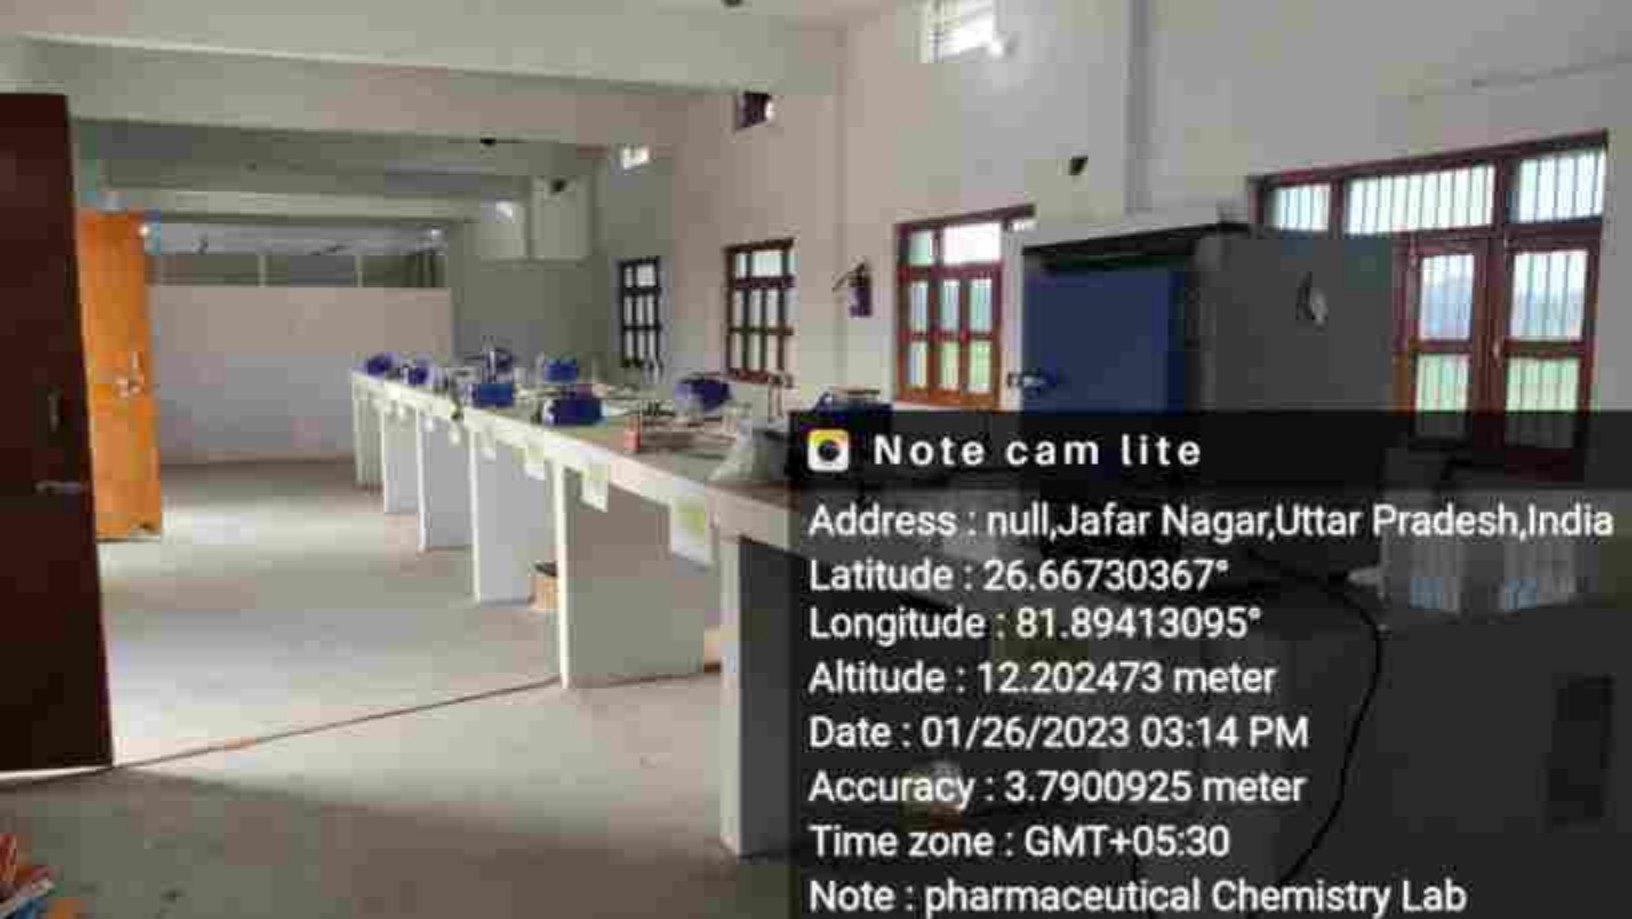 Note cam lite
Address : null,Jafar Nagar,Uttar Pradesh,India
Latitude : 26.66730367°
Longitude : 81.89413095°
Altitude : 12.202473 meter
Date : 01/26/2023 03:14 PM
Accuracy : 3.7900925 meter
Time zone : GMT+05:30
Note : pharmaceutical Chemistry Lab